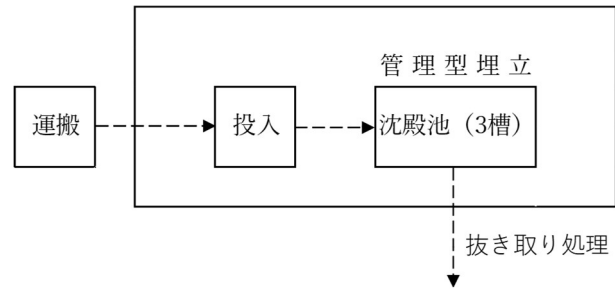 管理型埋立
運搬
投入
沈殿池（3槽）
抜き取り処理